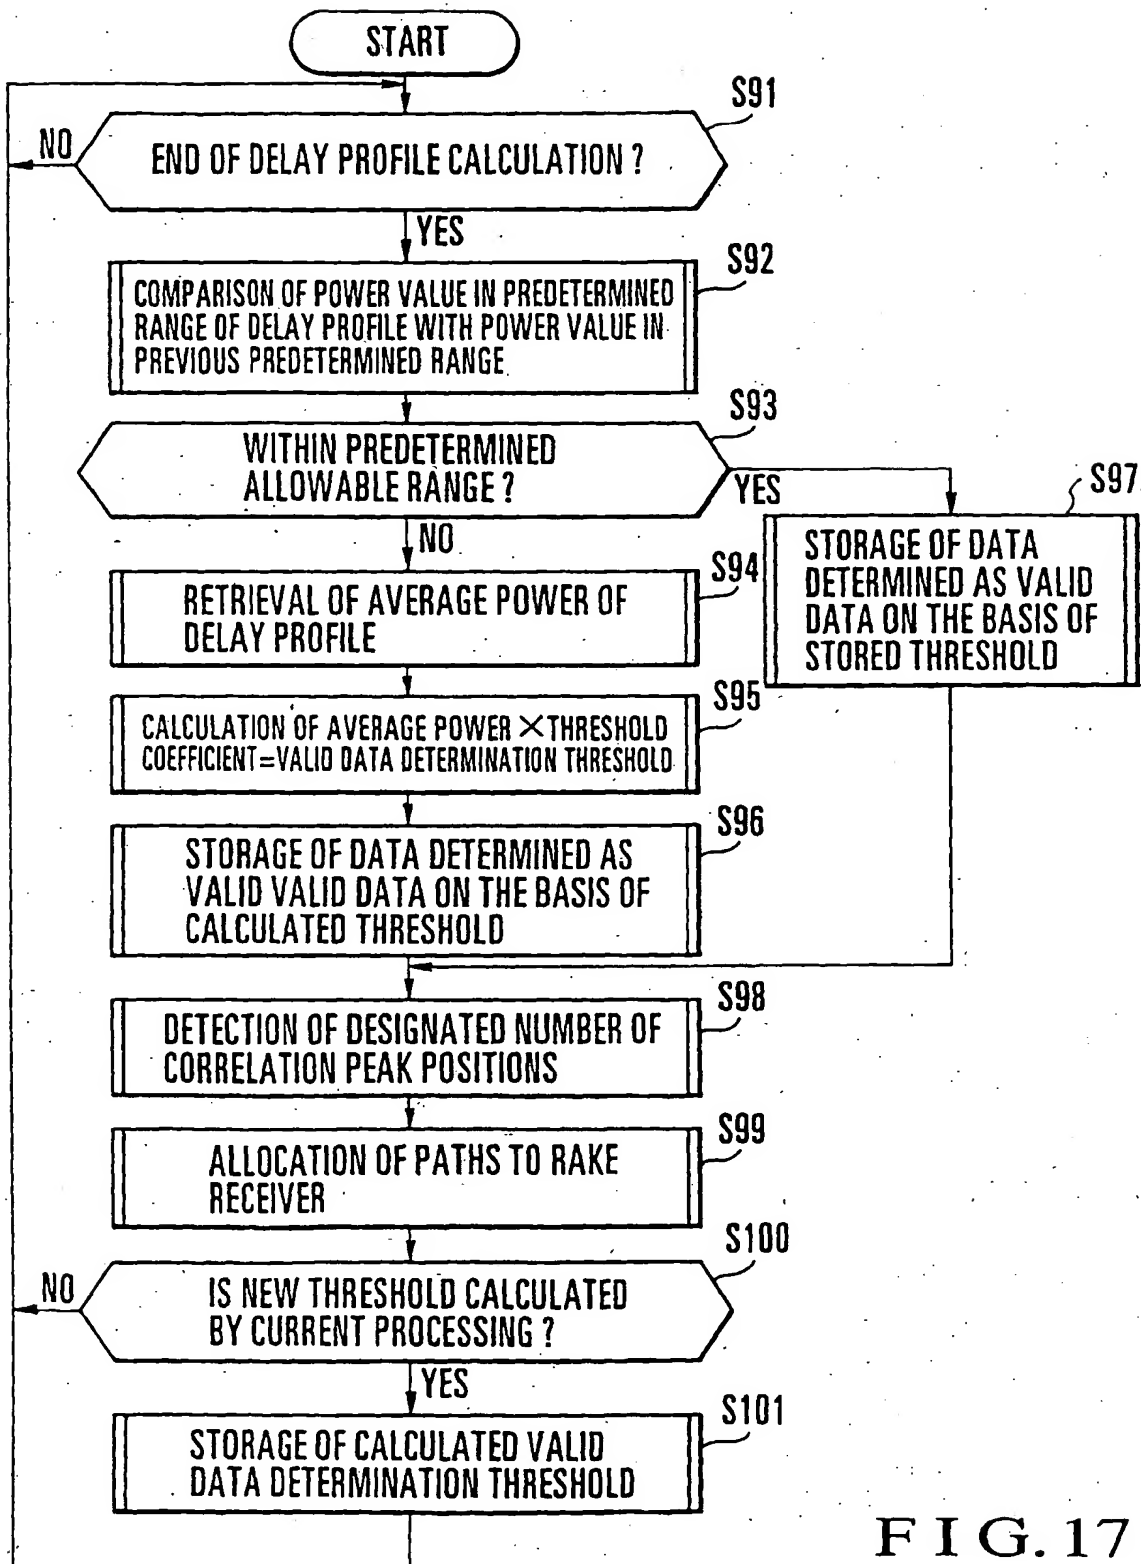 START
S91
NO
END OF DELAY PROFILE CALCULATION ?
YES
S92
COMPARISON OF POWER VALUE IN PREDETERMINED
RANGE OF DELAY PROFILE WITH POWER VALUE IN
PREVIOUS PREDETERMINED RANGE
S93
WITHIN PREDETERMINED
ALLOWABLE RANGE ?
YES
NO
S97
STORAGE OF DATA
DETERMINED AS VALID
DATA ON THE BASIS OF
STORED THRESHOLD
S94
RETRIEVAL OF AVERAGE POWER OF
DELAY PROFILE
S95
CALCULATION OF AVERAGE POWER × THRESHOLD
COEFFICIENT=VALID DATA DETERMINATION THRESHOLD
S96
STORAGE OF DATA DETERMINED AS
VALID VALID DATA ON THE BASIS OF
CALCULATED THRESHOLD
S98
DETECTION OF DESIGNATED NUMBER OF
CORRELATION PEAK POSITIONS
S99
ALLOCATION OF PATHS TO RAKE
RECEIVER
S100
NO
IS NEW THRESHOLD CALCULATED
BY CURRENT PROCESSING ?
YES
S101
STORAGE OF CALCULATED VALID
DATA DETERMINATION THRESHOLD
FIG. 17